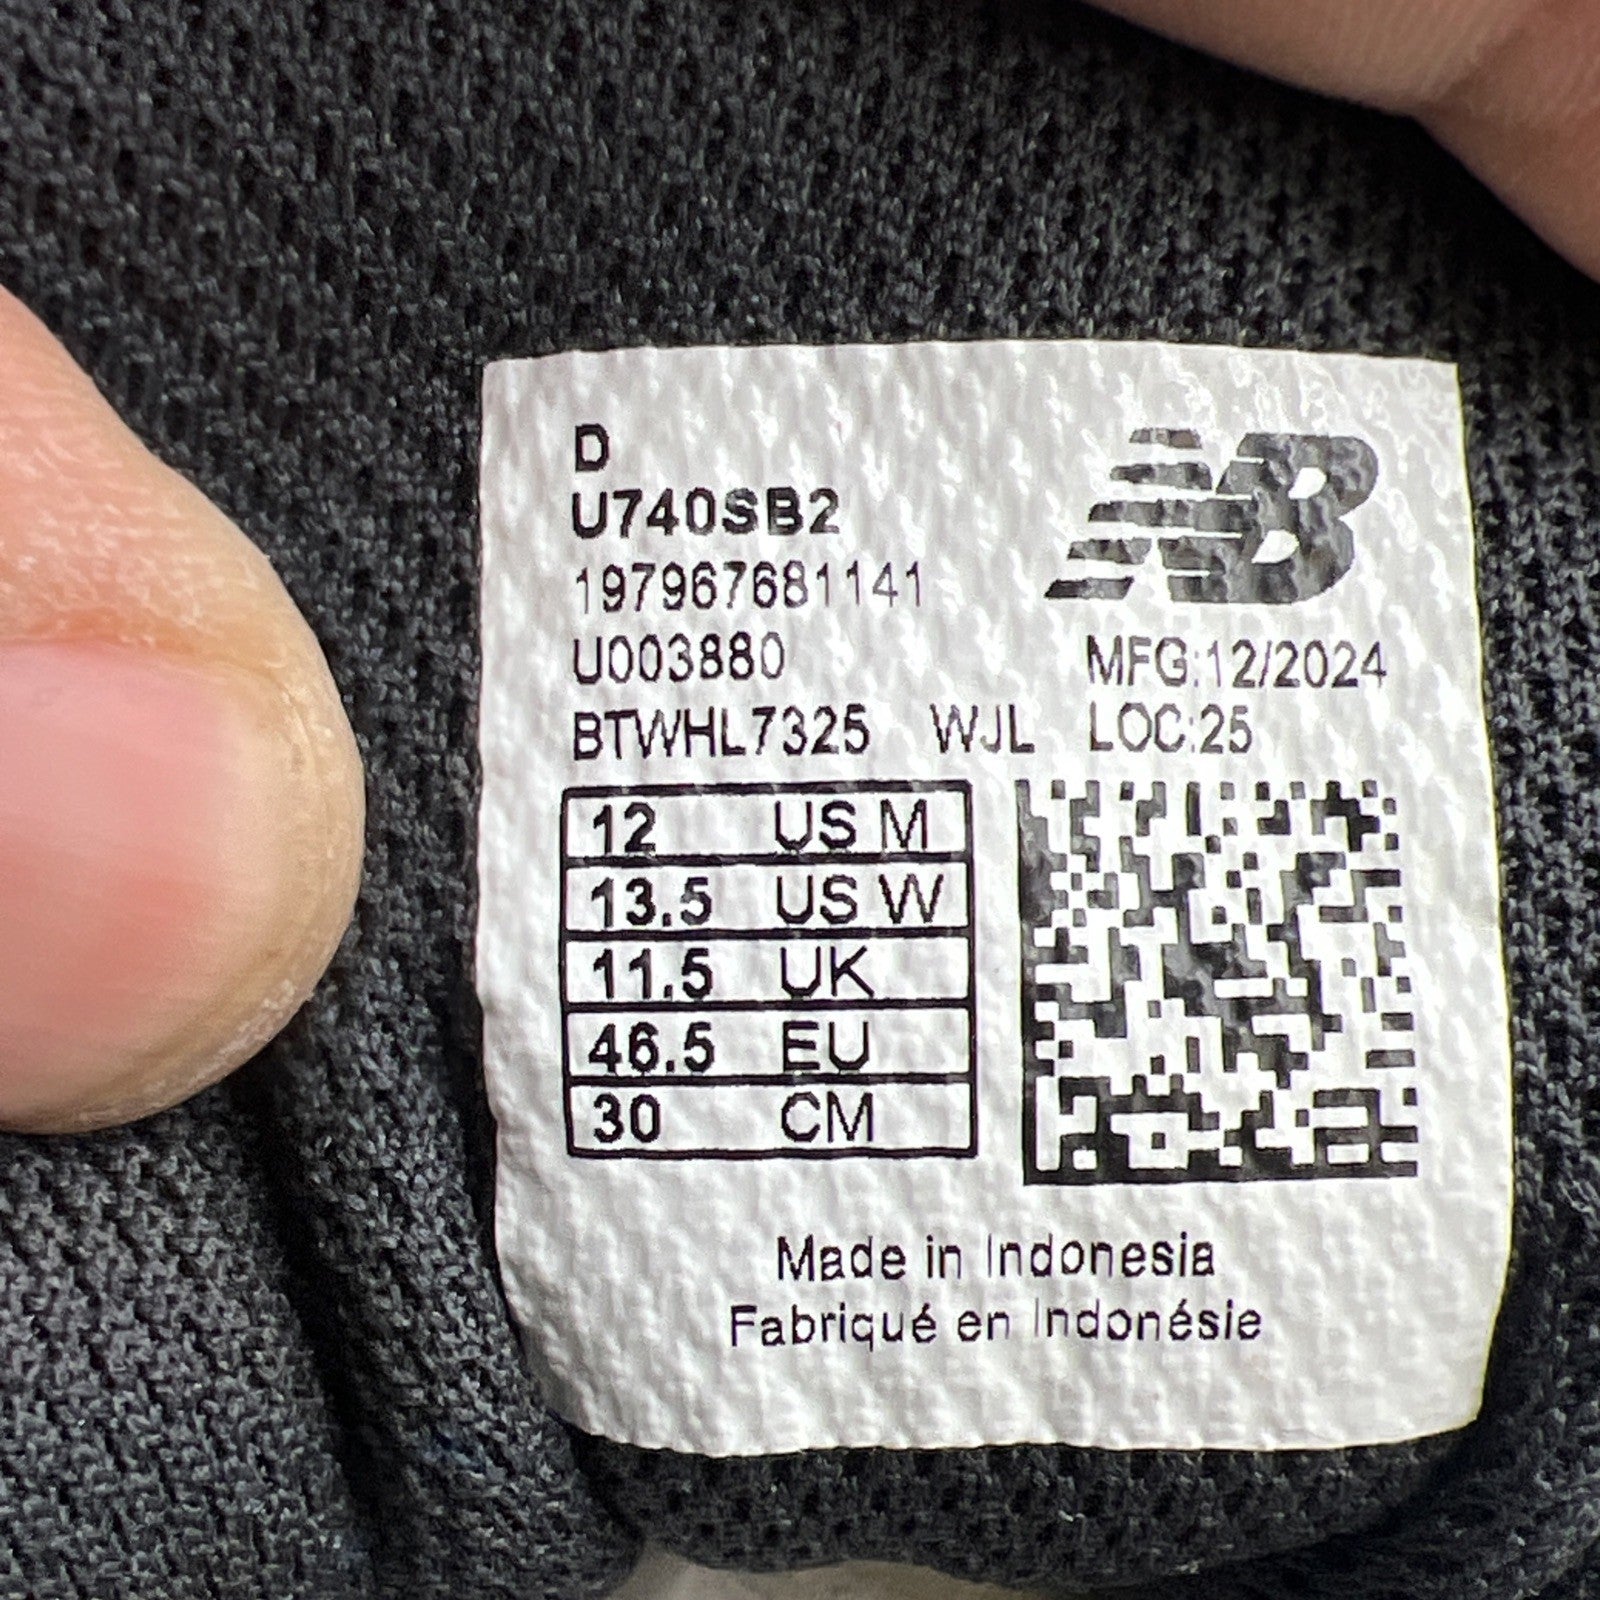 D
U740SB2
197967681141
U003880 MFG:12/2024
BTWHL7325 WJL LOC:25
12 US M
13.5 US W
11.5 UK
46.5 EU
30 CM
NB
Made in Indonesia
Fabriqué en Indonésie